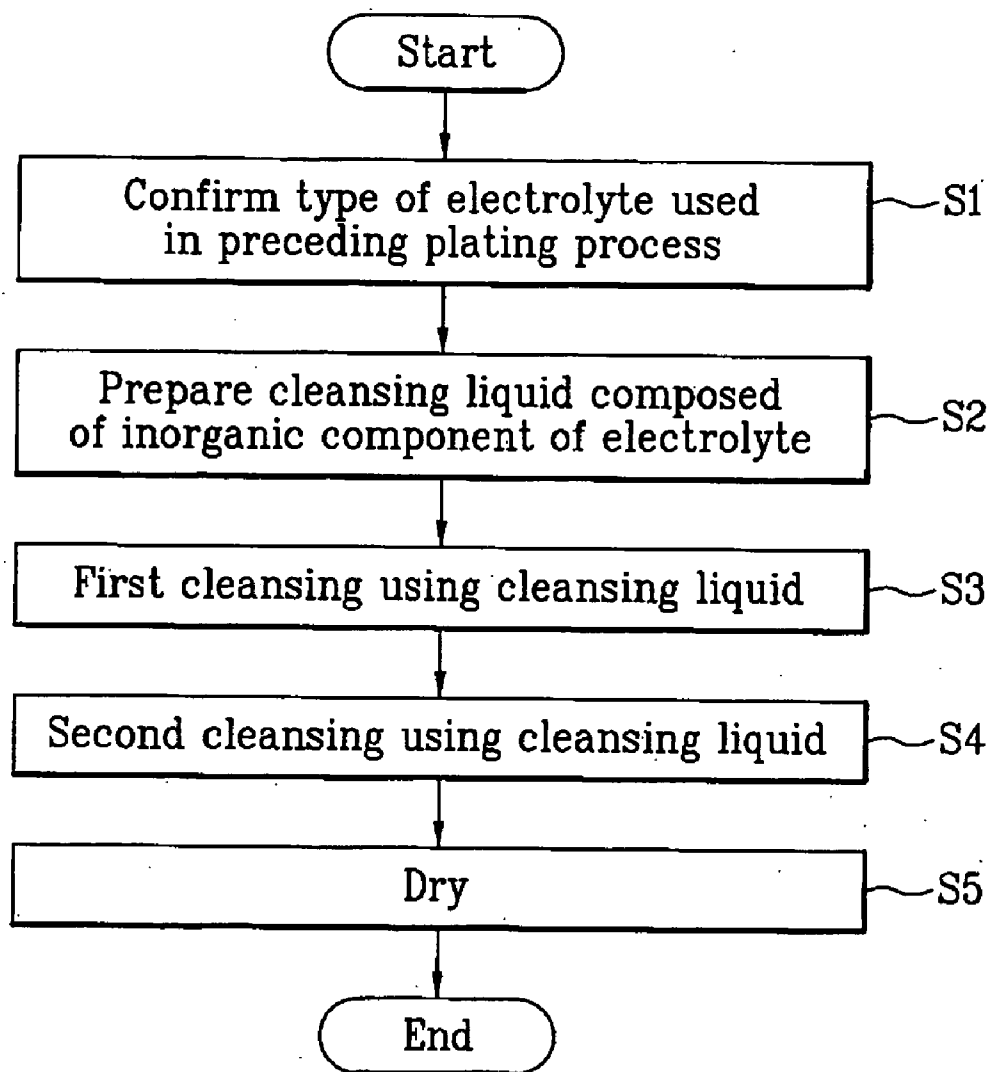 Start
Confirm type of electrolyte used
in preceding plating process
S1
Prepare cleansing liquid composed
of inorganic component of electrolyte
S2
First cleansing using cleansing liquid
S3
Second cleansing using cleansing liquid
S4
Dry
S5
End